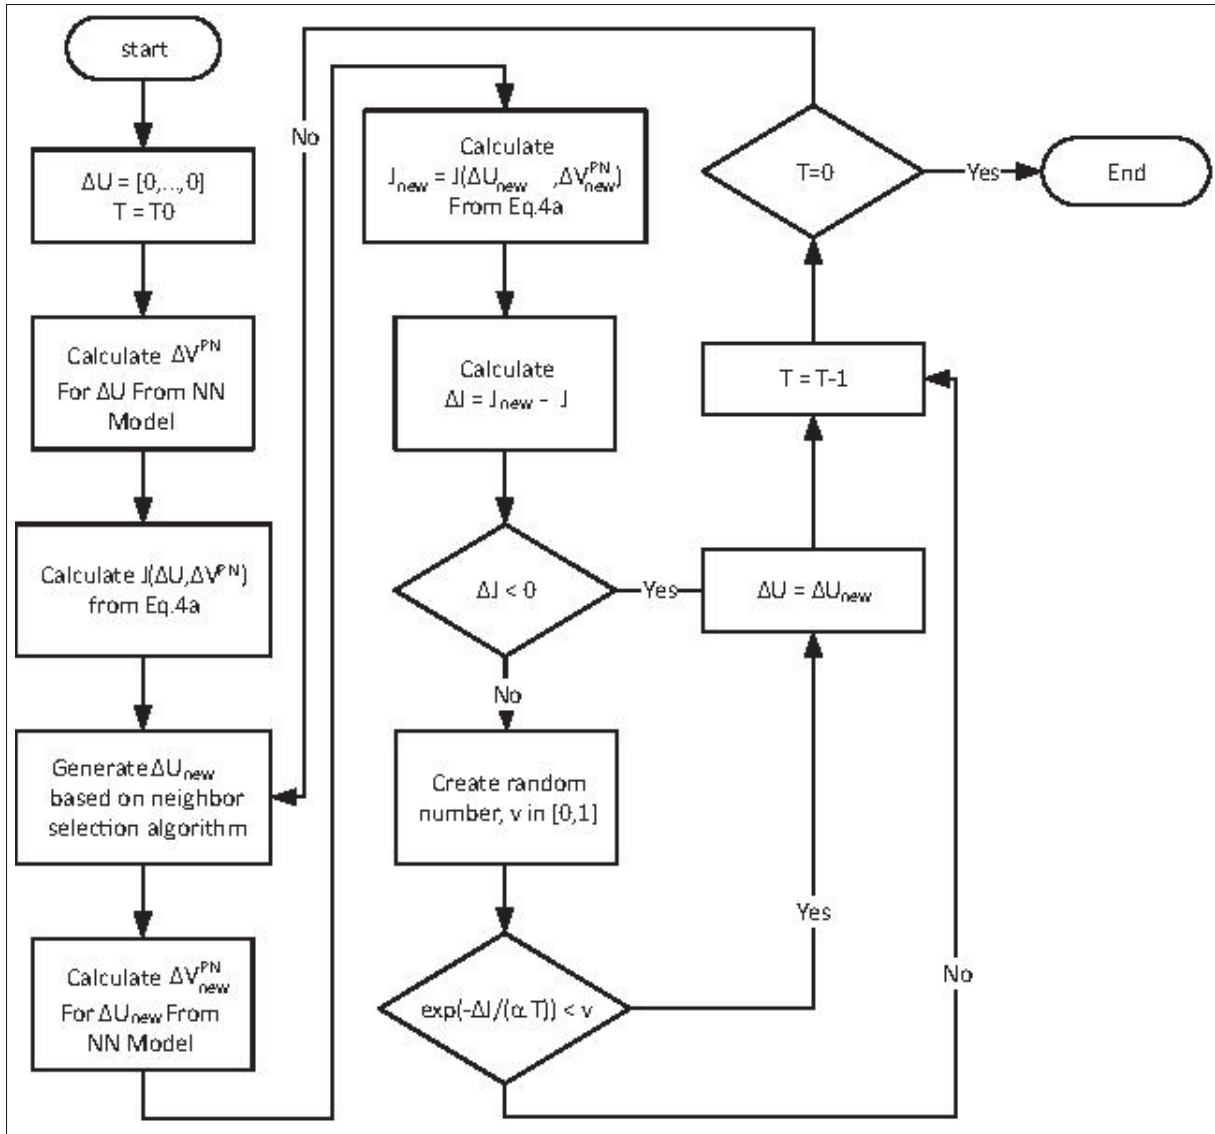 start
ΔU = [0,...,0]
T = T0
Calculate ΔV^PN
For ΔU From NN
Model
Calculate J(ΔU,ΔV^PN)
from Eq.4a
Generate ΔU_new
based on neighbor
selection algorithm
Calculate ΔV^PN_new
For ΔU_new From
NN Model
No
Calculate
J_new = J(ΔU_new ,ΔV^PN_new)
From Eq.4a
Calculate
ΔJ = J_new - J
ΔJ < 0
Yes
No
Create random
number, v in [0,1]
exp(-ΔJ/(α.T)) < v
Yes
No
ΔU = ΔU_new
T = T-1
T=0
Yes
End